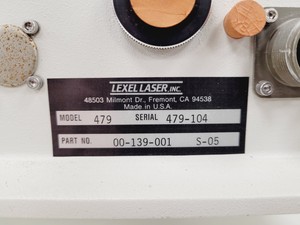 LEXEL LASER, INC.
48503 Milmont Dr., Fremont, CA 94538
Made in U.S.A.
MODEL 479 SERIAL 479-104
PART NO. 00-139-001 S-05